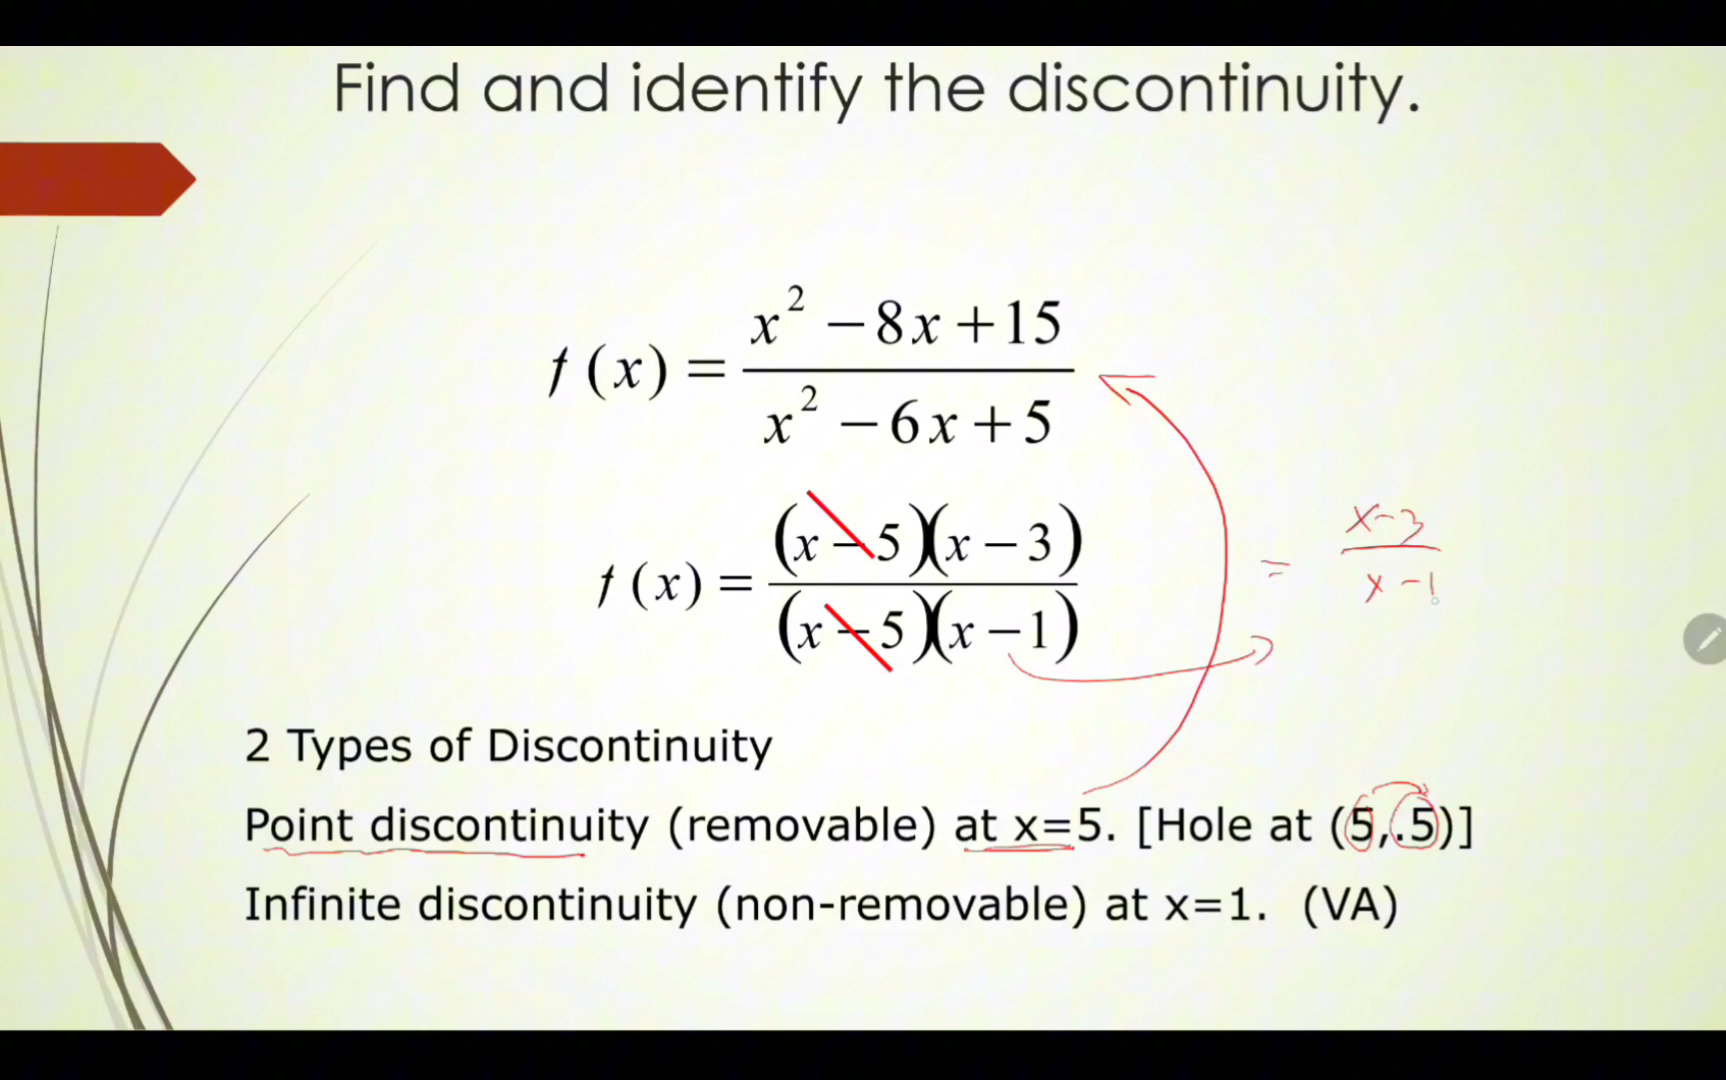 Find and identify the discontinuity.
f(x) = (x² − 8x + 15)/(x² − 6x + 5)
f(x) = ((x − 5)(x − 3))/((x − 5)(x − 1)) = (x − 3)/(x − 1)
2 Types of Discontinuity
Point discontinuity (removable) at x=5. [Hole at (5,.5)]
Infinite discontinuity (non-removable) at x=1. (VA)